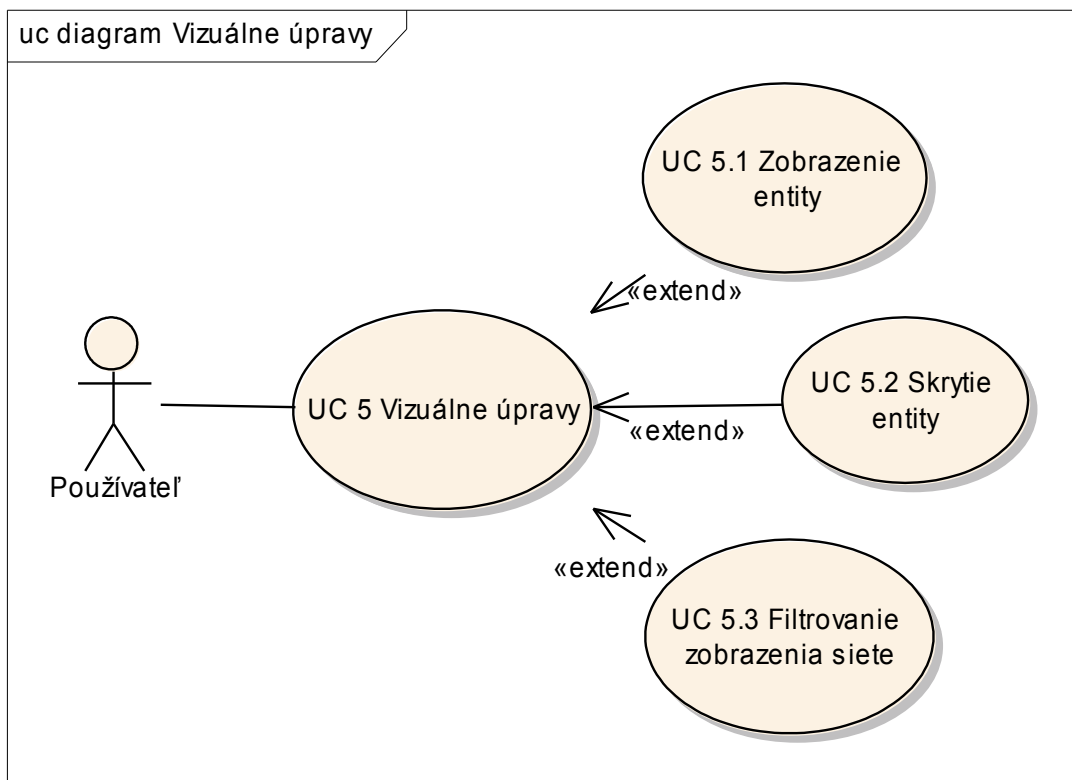 uc diagram Vizuálne úpravy
UC 5.1 Zobrazenie
entity
«extend»
UC 5 Vizuálne úpravy
UC 5.2 Skrytie
entity
«extend»
Používateľ
«extend»
UC 5.3 Filtrovanie
zobrazenia siete